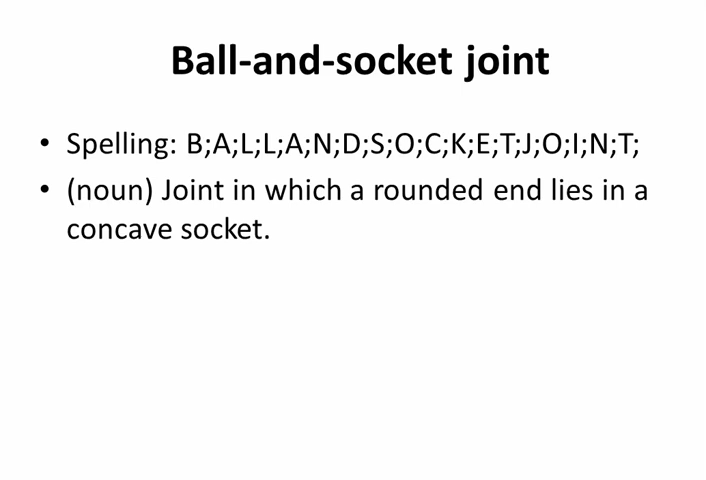 Ball-and-socket joint
• Spelling: B;A;L;L;A;N;D;S;O;C;K;E;T;J;O;I;N;T;
• (noun) Joint in which a rounded end lies in a
concave socket.